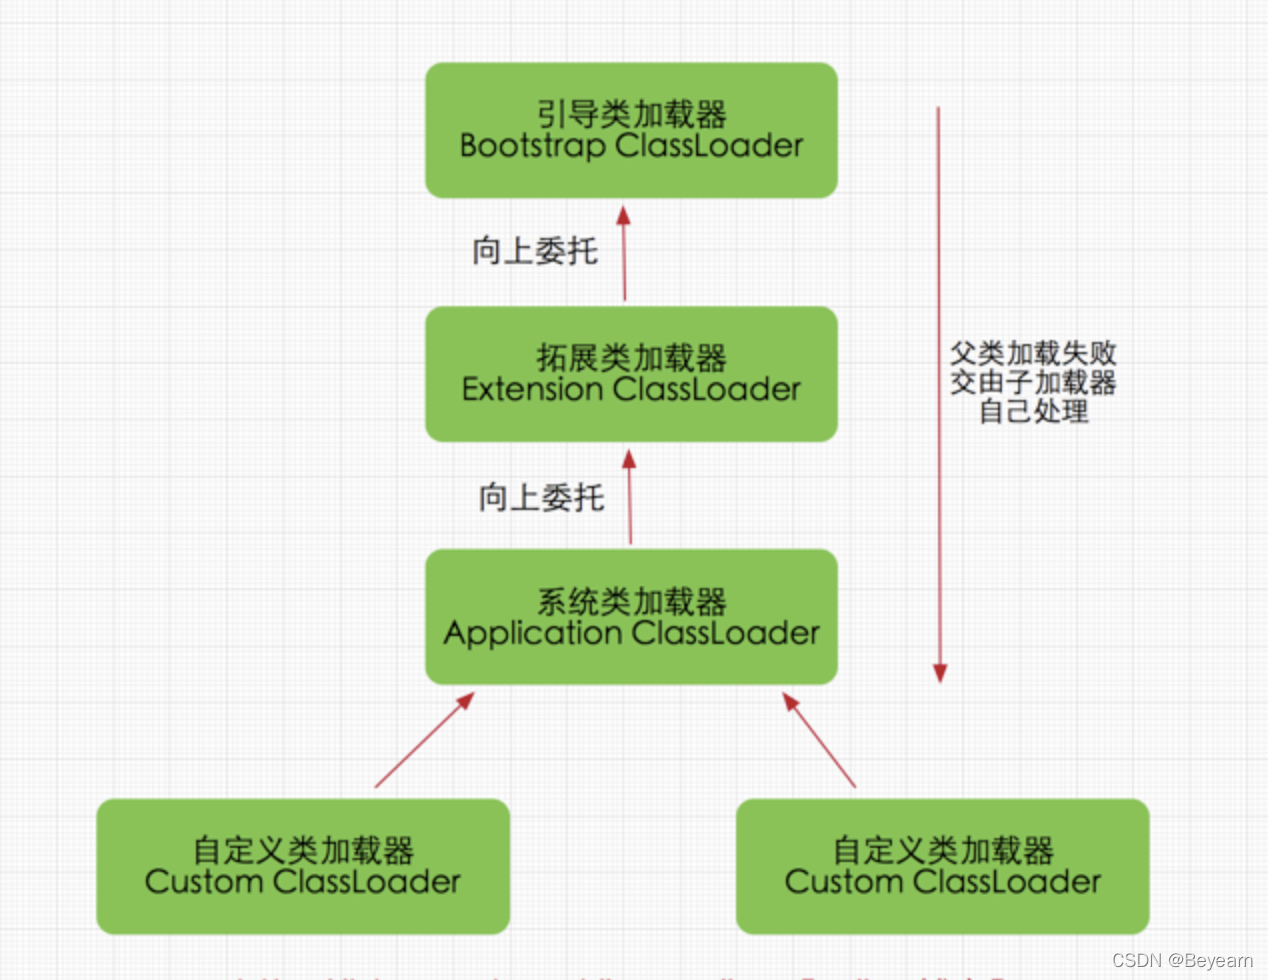 引导类加载器
Bootstrap ClassLoader
向上委托
拓展类加载器
Extension ClassLoader
父类加载失败
交由子加载器
自己处理
向上委托
系统类加载器
Application ClassLoader
自定义类加载器
Custom ClassLoader
自定义类加载器
Custom ClassLoader
CSDN @Beyearn